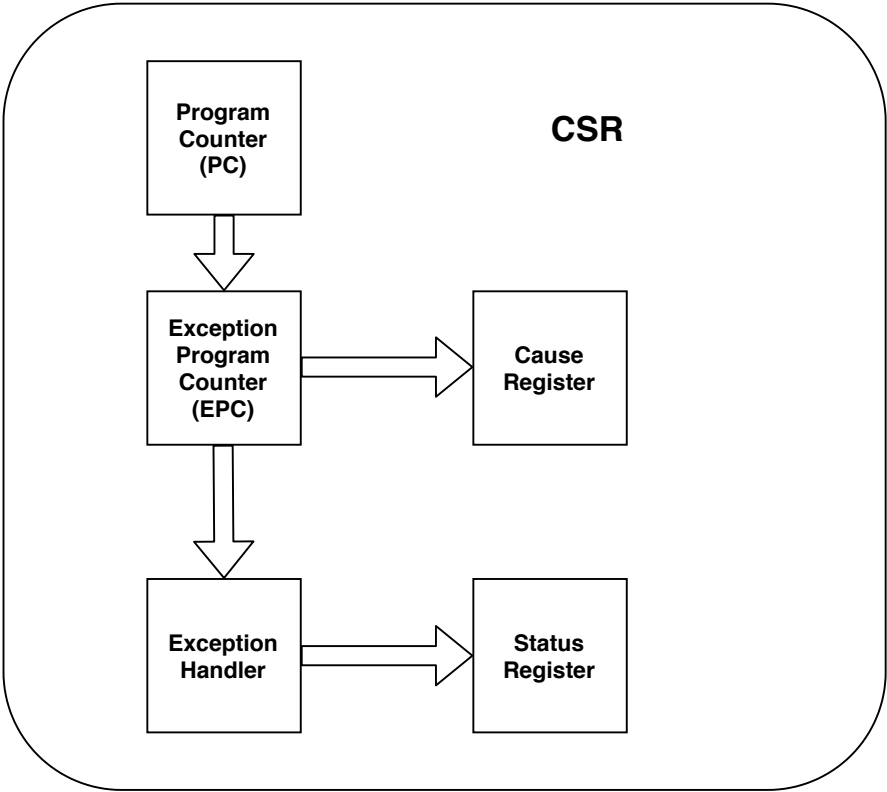 Program
Counter
(PC)
CSR
Exception
Program
Counter
(EPC)
Cause
Register
Exception
Handler
Status
Register